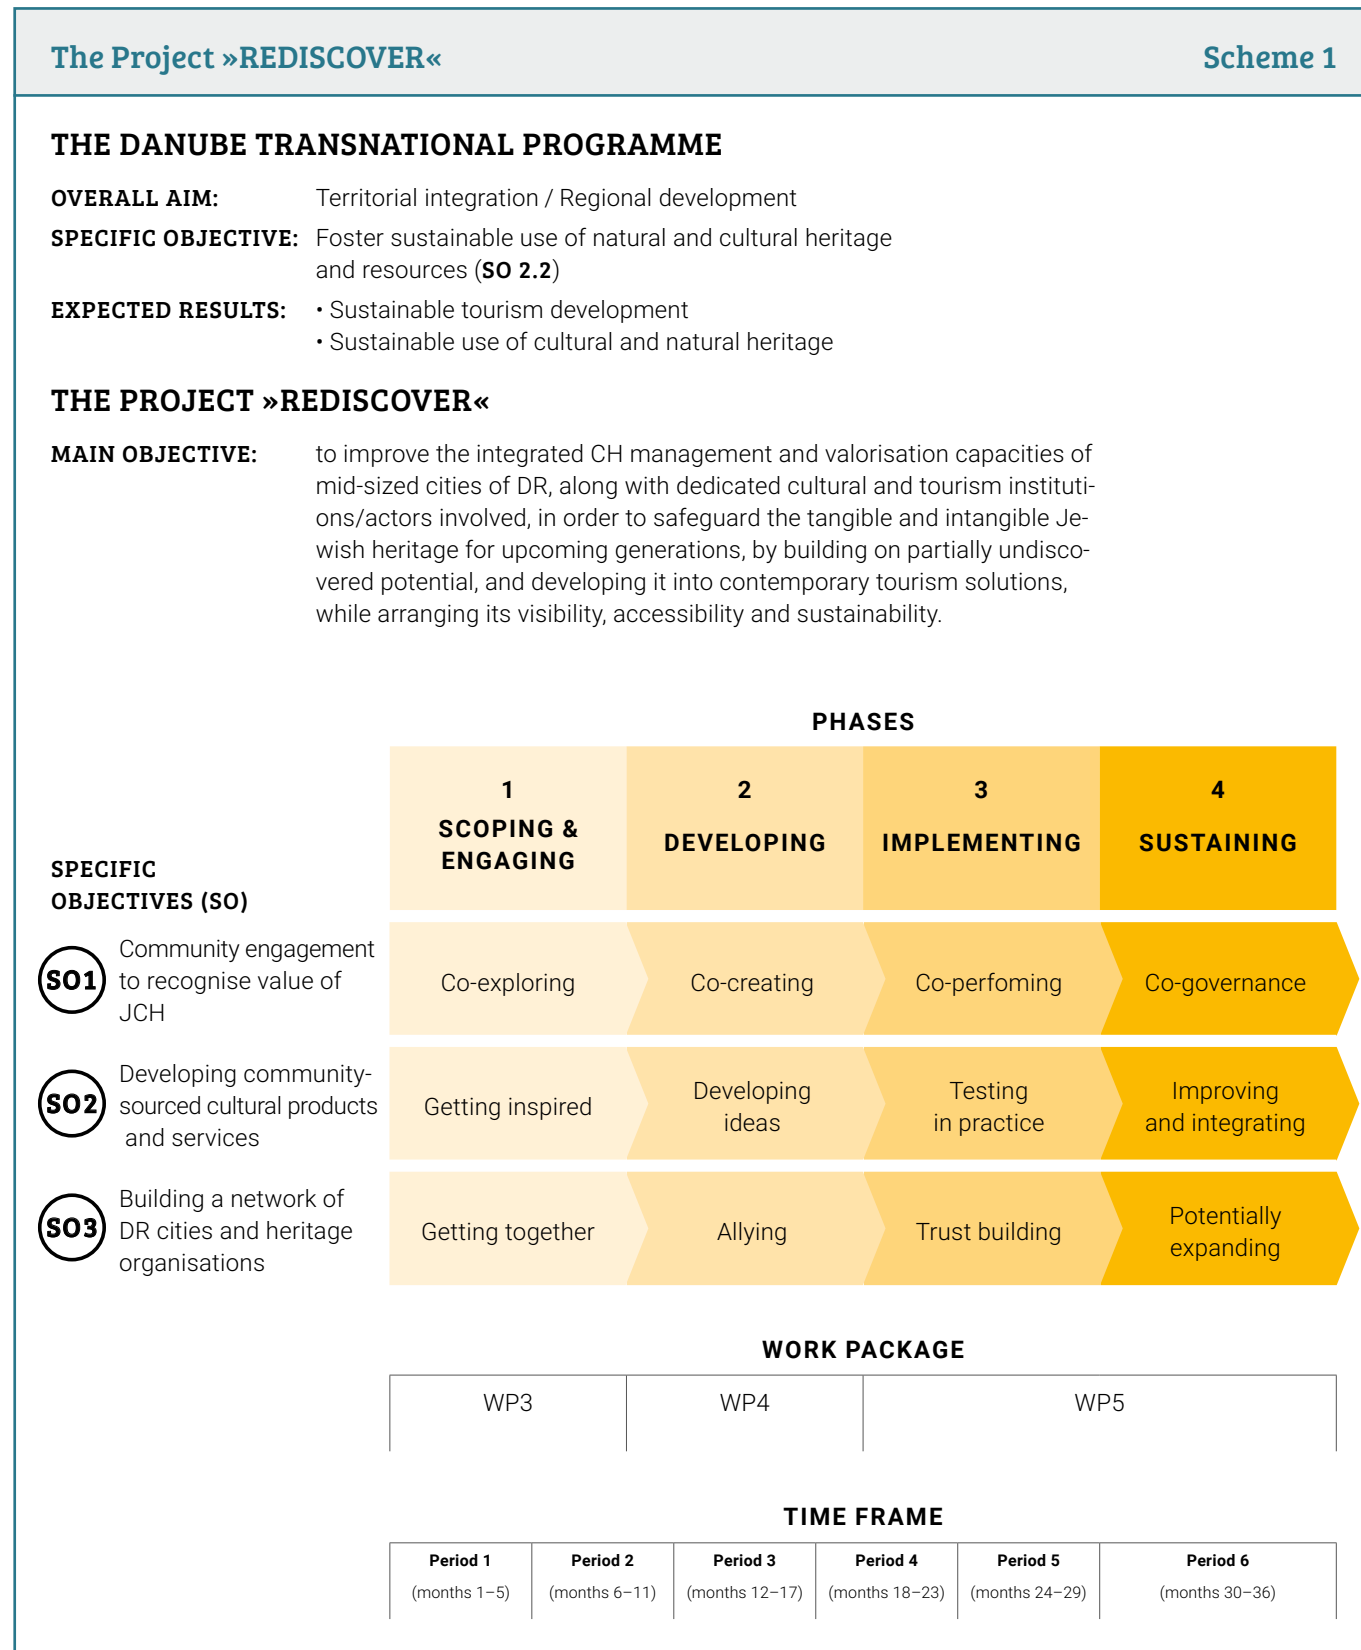 The Project »REDISCOVER«
Scheme 1
THE DANUBE TRANSNATIONAL PROGRAMME
OVERALL AIM: Territorial integration / Regional development
SPECIFIC OBJECTIVE: Foster sustainable use of natural and cultural heritage
and resources (SO 2.2)
EXPECTED RESULTS: • Sustainable tourism development
• Sustainable use of cultural and natural heritage
THE PROJECT »REDISCOVER«
MAIN OBJECTIVE: to improve the integrated CH management and valorisation capacities of
mid-sized cities of DR, along with dedicated cultural and tourism instituti-
ons/actors involved, in order to safeguard the tangible and intangible Je-
wish heritage for upcoming generations, by building on partially undisco-
vered potential, and developing it into contemporary tourism solutions,
while arranging its visibility, accessibility and sustainability.
PHASES
1
SCOPING &
ENGAGING
2
DEVELOPING
3
IMPLEMENTING
4
SUSTAINING
SPECIFIC
OBJECTIVES (SO)
SO1
Community engagement
to recognise value of
JCH
Co-exploring
Co-creating
Co-perfoming
Co-governance
SO2
Developing community-
sourced cultural products
and services
Getting inspired
Developing
ideas
Testing
in practice
Improving
and integrating
SO3
Building a network of
DR cities and heritage
organisations
Getting together
Allying
Trust building
Potentially
expanding
WORK PACKAGE
WP3
WP4
WP5
TIME FRAME
Period 1
(months 1–5)
Period 2
(months 6–11)
Period 3
(months 12–17)
Period 4
(months 18–23)
Period 5
(months 24–29)
Period 6
(months 30–36)